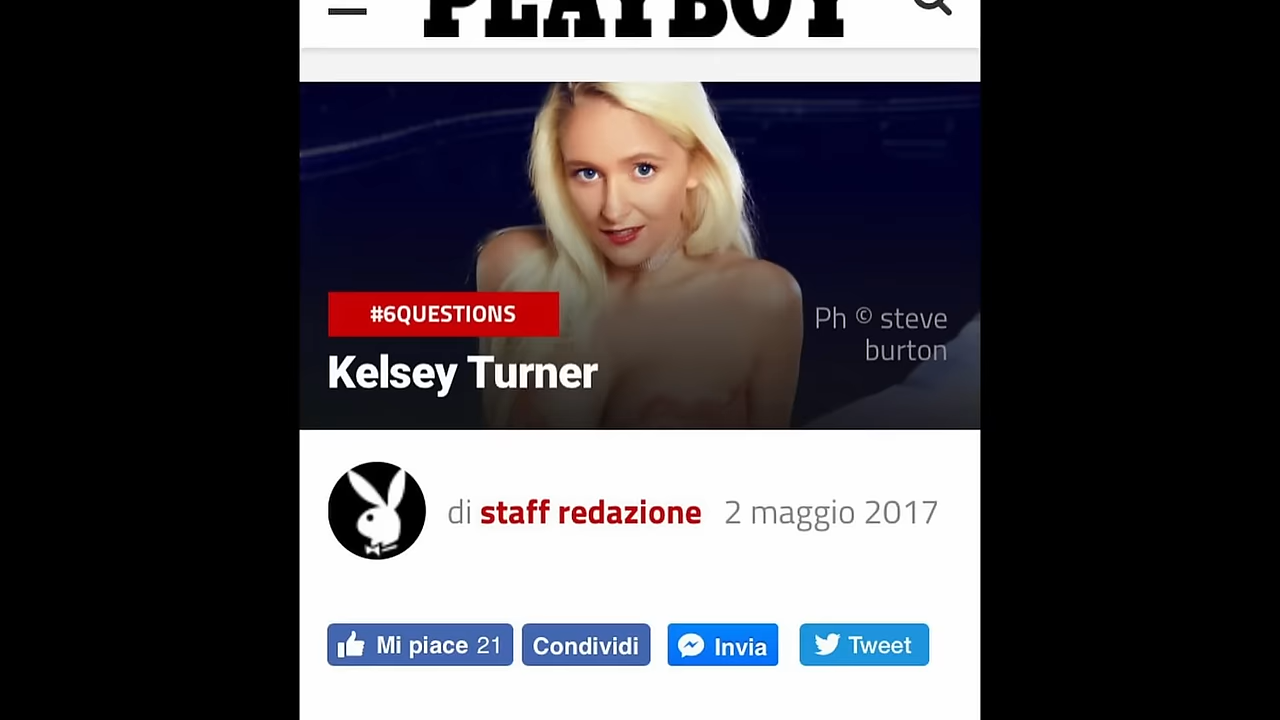 PLAYBOY
#6QUESTIONS
Kelsey Turner
Ph © steve
burton
di staff redazione 2 maggio 2017
Mi piace 21 Condividi Invia Tweet